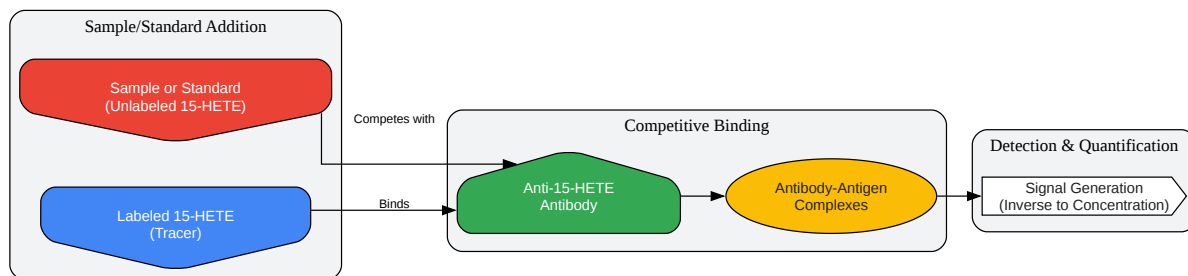 Sample/Standard Addition
Sample or Standard
(Unlabeled 15-HETE)
Labeled 15-HETE
(Tracer)
Competes with
Binds
Competitive Binding
Anti-15-HETE
Antibody
Antibody-Antigen
Complexes
Detection & Quantification
Signal Generation
(Inverse to Concentration)